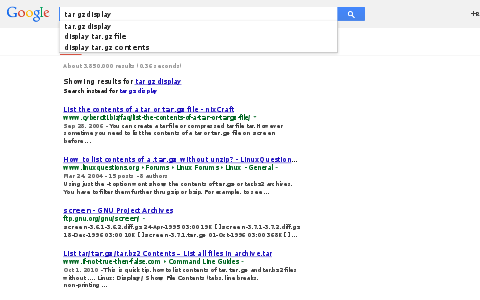 Google
tar gz display
tar gz display
display tar.gz file
display tar.gz contents
About 3,850,000 results (0.36 seconds)
Showing results for tar gz display
Search instead for targz display
List the contents of a tar or tar.gz file - nixCraft
www.cyberciti.biz/faq/list-the-contents-of-a-tar-or-targz-file/
Sep 28, 2006 - You can create a tar file or compressed tar file tar. However
sometime you need to list the contents of a tar or tar.gz file on screen
before ...
How to list contents of a .tar.gz without unzip? - LinuxQuestion...
www.linuxquestions.org › Forums › Linux Forums › Linux - General
Mar 24, 2004 - 15 posts - 8 authors
Using just the -t option wont show the contents of tar.gz or tar.bz2 archives.
You have to filter them further thru gzip or bzip. For example. to see ...
screen - GNU Project Archives
ftp.gnu.org/gnu/screen/
screen-3.6.1-3.6.2.diff.gz 24-Apr-1995 03:00 19K [ ] screen-3.7.1-3.7.2.diff.gz
18-Dec-1996 03:00 10K [ ] screen-3.7.1.tar.gz 01-Oct-1996 03:00 368K [ ] ...
List tar/tar.gz/tar.bz2 Contents – List all files in archive.tar
www.if-not-true-then-false.com › Command Line Guides
Oct 1, 2010 - This is quick tip, how to list contents of tar, tar.gz and tar.bz2 files
without .... Linux: Display / Show File Contents (tabs, line breaks,
non-printing ...